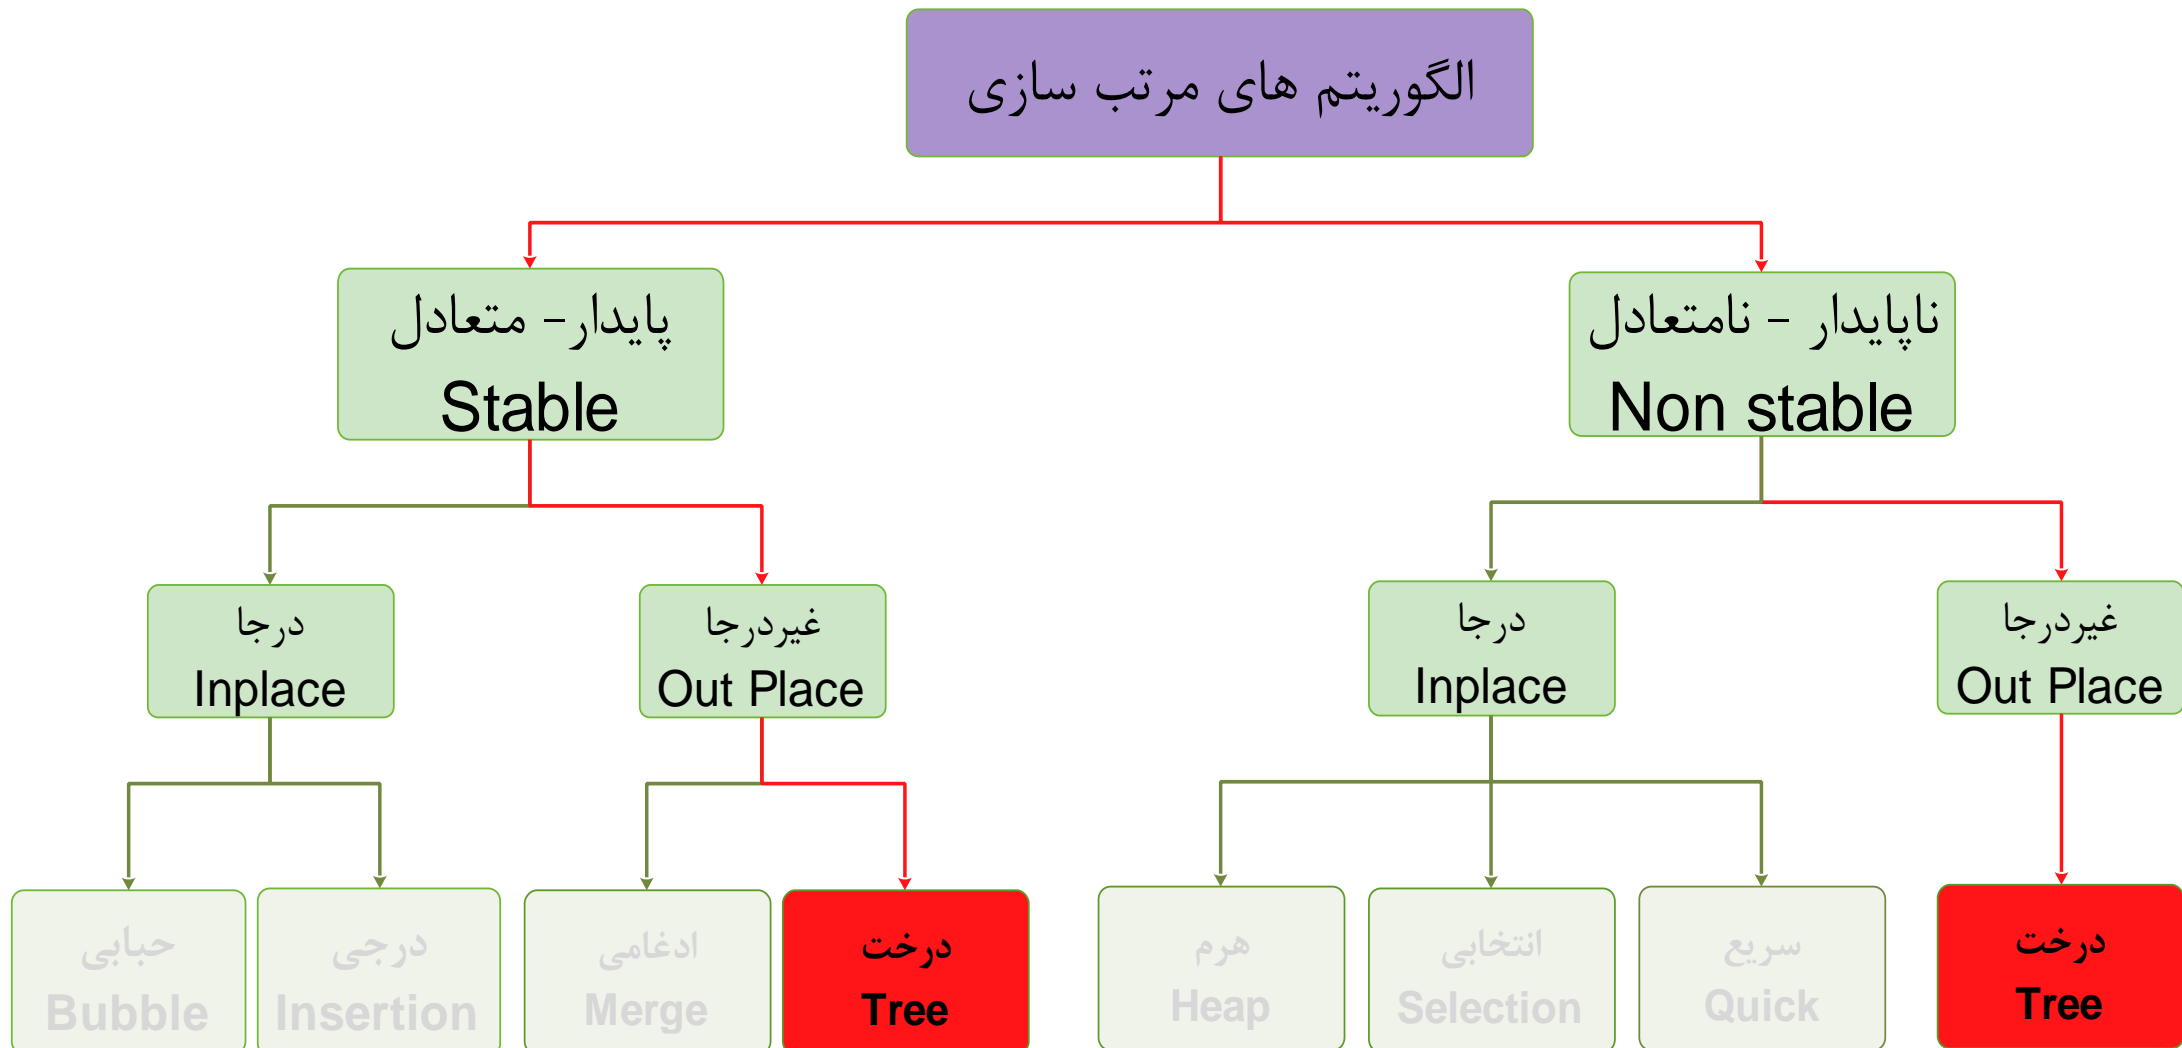 الگوریتم های مرتب سازی
پایدار- متعادل
Stable
ناپایدار - نامتعادل
Non stable
درجا
Inplace
غیردرجا
Out Place
درجا
Inplace
غیردرجا
Out Place
حبابی
Bubble
درجی
Insertion
ادغامی
Merge
درخت
Tree
هرم
Heap
انتخابی
Selection
سریع
Quick
درخت
Tree